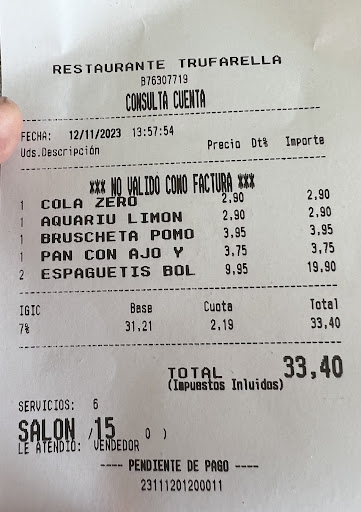 RESTAURANTE TRUFARELLA
B76307719
CONSULTA CUENTA
FECHA: 12/11/2023 13:57:54
Uds.Descripción Precio Dt% Importe
*** NO VALIDO COMO FACTURA ***
1 COLA ZERO 2,90 2,90
1 AQUARIU LIMON 2,90 2,90
1 BRUSCHETA POMO 3,95 3,95
1 PAN CON AJO Y 3,75 3,75
2 ESPAGUETIS BOL 9,95 19,90
IGIC Base Cuota Total
7% 31,21 2,19 33,40
TOTAL 33,40
(Impuestos Inluidos)
SERVICIOS: 6
SALON /15 0 )
LE ATENDIO: VENDEDOR
---- PENDIENTE DE PAGO ----
23111201200011